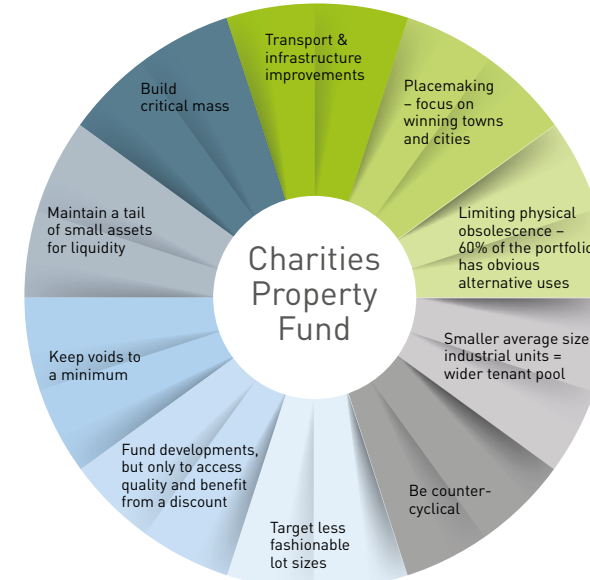 Transport &
infrastructure
improvements
Placemaking
– focus on
winning towns
and cities
Limiting physical
obsolescence –
60% of the portfolio
has obvious
alternative uses
Smaller average size
industrial units =
wider tenant pool
Be counter-
cyclical
Target less
fashionable
lot sizes
Fund developments,
but only to access
quality and benefit
from a discount
Keep voids to
a minimum
Maintain a tail
of small assets
for liquidity
Build
critical mass
Charities
Property
Fund